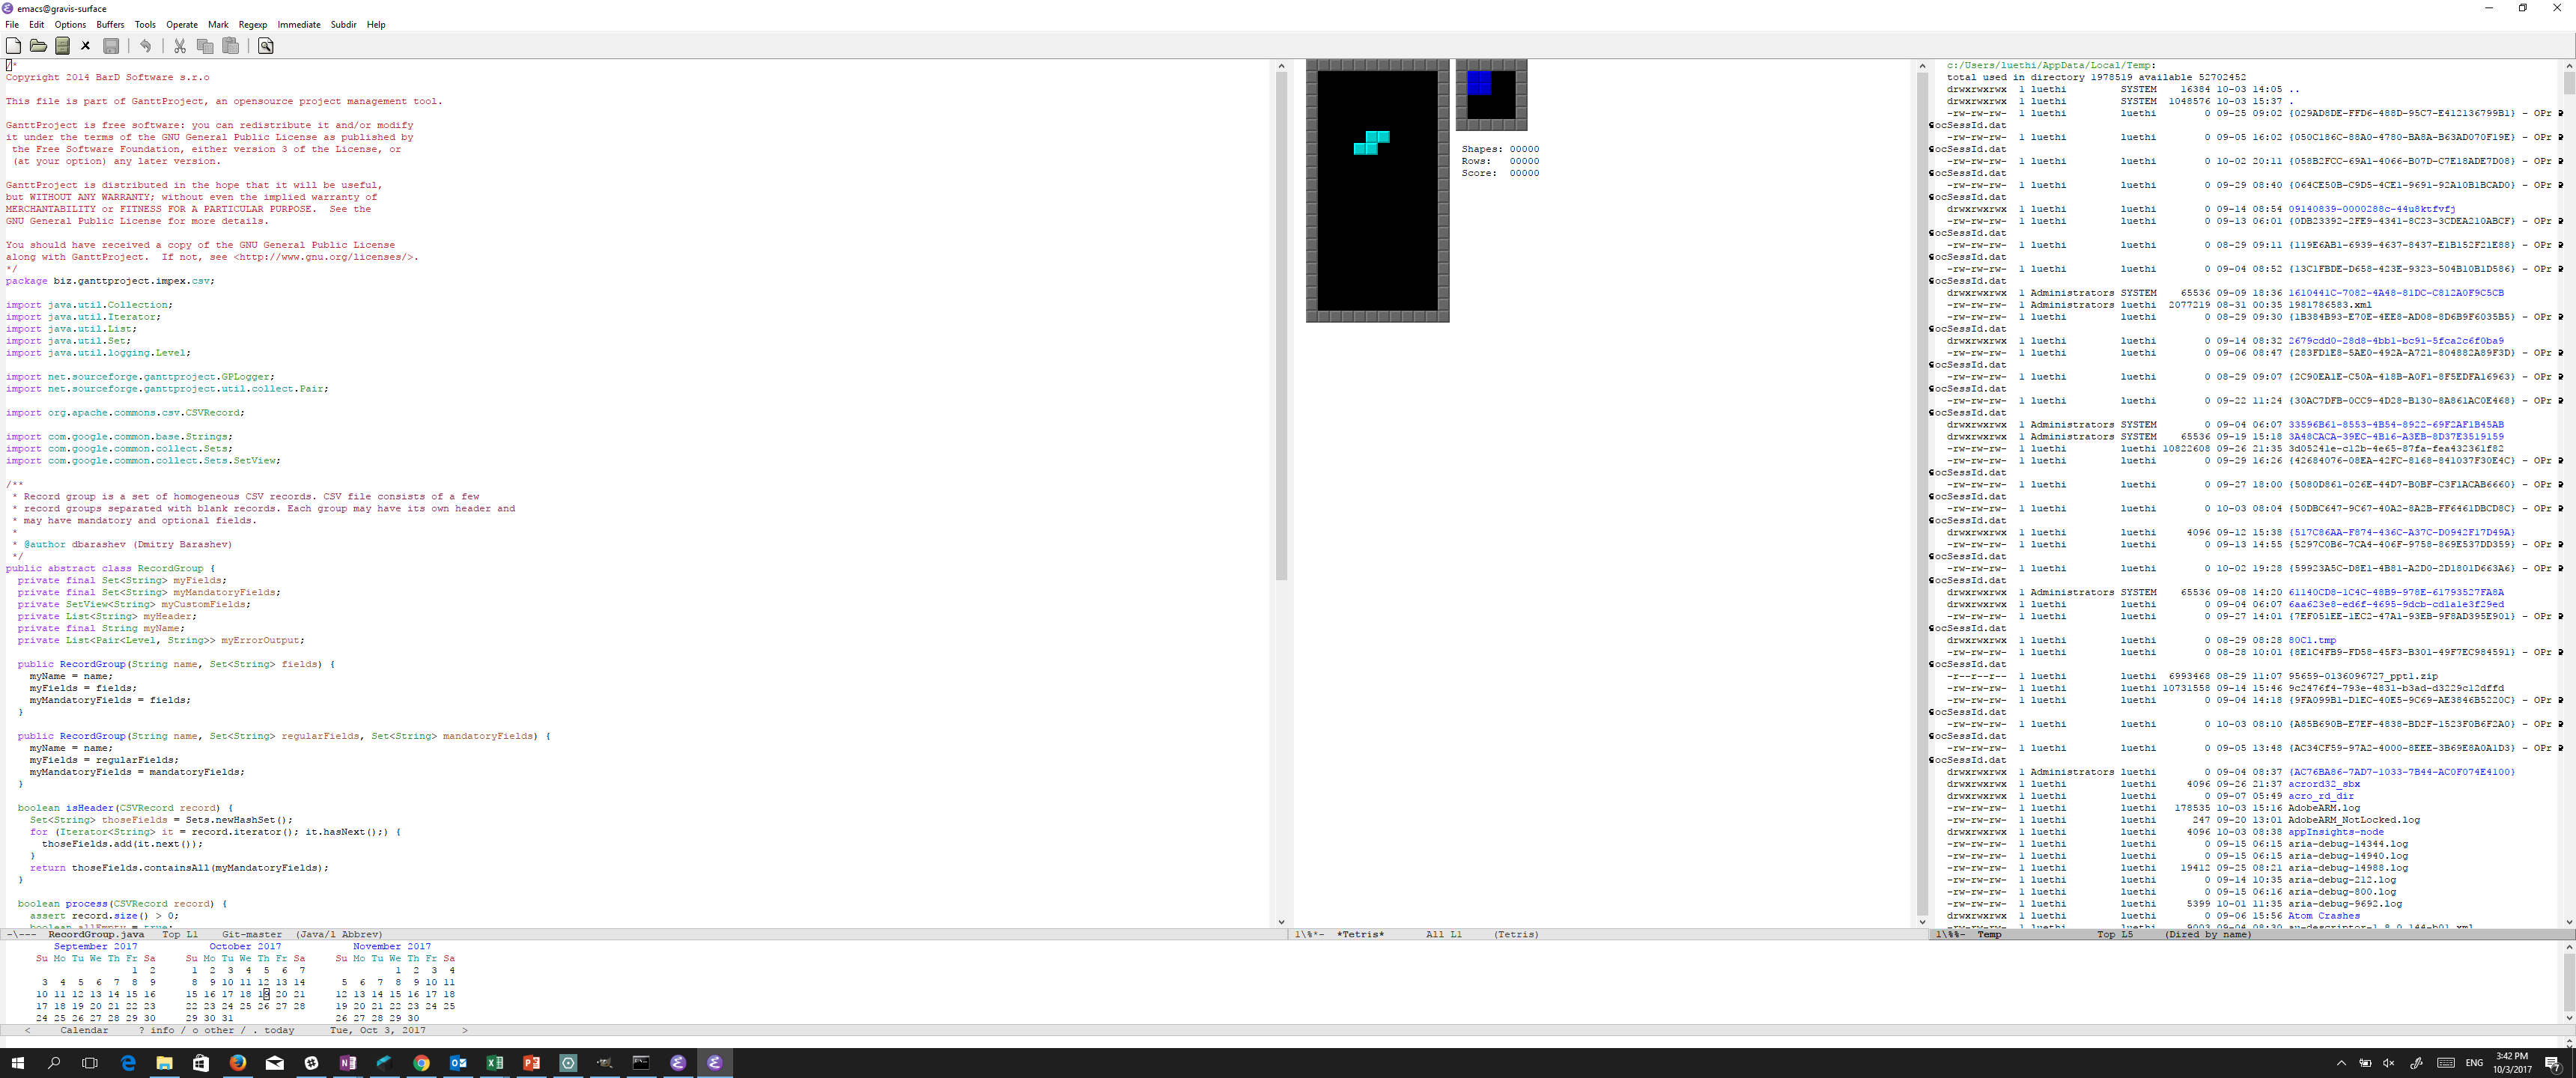 emacs@gravis-surface
File Edit Options Buffers Tools Operate Mark Regexp Immediate Subdir Help
/*
Copyright 2014 BarD Software s.r.o

This file is part of GanttProject, an opensource project management tool.

GanttProject is free software: you can redistribute it and/or modify
it under the terms of the GNU General Public License as published by
 the Free Software Foundation, either version 3 of the License, or
 (at your option) any later version.

GanttProject is distributed in the hope that it will be useful,
but WITHOUT ANY WARRANTY; without even the implied warranty of
MERCHANTABILITY or FITNESS FOR A PARTICULAR PURPOSE.  See the
GNU General Public License for more details.

You should have received a copy of the GNU General Public License
along with GanttProject.  If not, see <http://www.gnu.org/licenses/>.
*/
package biz.ganttproject.impex.csv;

import java.util.Collection;
import java.util.Iterator;
import java.util.List;
import java.util.Set;
import java.util.logging.Level;

import net.sourceforge.ganttproject.GPLogger;
import net.sourceforge.ganttproject.util.collect.Pair;

import org.apache.commons.csv.CSVRecord;

import com.google.common.base.Strings;
import com.google.common.collect.Sets;
import com.google.common.collect.Sets.SetView;

/**
 * Record group is a set of homogeneous CSV records. CSV file consists of a few
 * record groups separated with blank records. Each group may have its own header and
 * may have mandatory and optional fields.
 *
 * @author dbarashev (Dmitry Barashev)
 */
public abstract class RecordGroup {
  private final Set<String> myFields;
  private final Set<String> myMandatoryFields;
  private SetView<String> myCustomFields;
  private List<String> myHeader;
  private final String myName;
  private List<Pair<Level, String>> myErrorOutput;

  public RecordGroup(String name, Set<String> fields) {
    myName = name;
    myFields = fields;
    myMandatoryFields = fields;
  }

  public RecordGroup(String name, Set<String> regularFields, Set<String> mandatoryFields) {
    myName = name;
    myFields = regularFields;
    myMandatoryFields = mandatoryFields;
  }

  boolean isHeader(CSVRecord record) {
    Set<String> thoseFields = Sets.newHashSet();
    for (Iterator<String> it = record.iterator(); it.hasNext();) {
      thoseFields.add(it.next());
    }
    return thoseFields.containsAll(myMandatoryFields);
  }

  boolean process(CSVRecord record) {
    assert record.size() > 0;
    boolean allEmpty = true;
-\--- RecordGroup.java Top L1 Git-master (Java/l Abbrev)
Shapes: 00000
Rows: 00000
Score: 00000
1\%*- *Tetris* All L1 (Tetris)
c:/Users/luethi/AppData/Local/Temp:
total used in directory 1978519 available 52702452
drwxrwxrwx 1 luethi SYSTEM 16384 10-03 14:05 ..
drwxrwxrwx 1 luethi SYSTEM 1048576 10-03 15:37 .
-rw-rw-rw- 1 luethi luethi 0 09-25 09:02 {029AD8DE-FFD6-488D-95C7-E412136799B1} - OPr
ocSessId.dat
-rw-rw-rw- 1 luethi luethi 0 09-05 16:02 {050C186C-88A0-4780-BA8A-B63AD070F19E} - OPr
ocSessId.dat
-rw-rw-rw- 1 luethi luethi 0 10-02 20:11 {058B2FCC-69A1-4066-B07D-C7E18ADE7D08} - OPr
ocSessId.dat
-rw-rw-rw- 1 luethi luethi 0 09-29 08:40 {064CE50B-C9D5-4CE1-9691-92A10B1BCAD0} - OPr
ocSessId.dat
drwxrwxrwx 1 luethi luethi 0 09-14 08:54 09140839-0000288c-44u8ktfvfj
-rw-rw-rw- 1 luethi luethi 0 09-13 06:01 {0DB23392-2FE9-4341-8C23-3CDEA210ABCF} - OPr
ocSessId.dat
-rw-rw-rw- 1 luethi luethi 0 08-29 09:11 {119E6AB1-6939-4637-8437-E1B152F21E88} - OPr
ocSessId.dat
-rw-rw-rw- 1 luethi luethi 0 09-04 08:52 {13C1FBDE-D658-423E-9323-504B10B1D586} - OPr
ocSessId.dat
drwxrwxrwx 1 Administrators SYSTEM 65536 09-09 18:36 1610441C-7082-4A48-81DC-C812A0F9C5CB
-rw-rw-rw- 1 Administrators luethi 2077219 08-31 00:35 1981786583.xml
-rw-rw-rw- 1 luethi luethi 0 08-29 09:30 {1B384B93-E70E-4EE8-AD08-8D6B9F6035B5} - OPr
ocSessId.dat
drwxrwxrwx 1 luethi luethi 0 09-14 08:32 2679cdd0-28d8-4bb1-bc91-5fca2c6f0ba9
-rw-rw-rw- 1 luethi luethi 0 09-06 08:47 {283FD1E8-5AE0-492A-A721-804882A89F3D} - OPr
ocSessId.dat
-rw-rw-rw- 1 luethi luethi 0 08-29 09:07 {2C90EA1E-C50A-418B-A0F1-8F5EDFA16963} - OPr
ocSessId.dat
-rw-rw-rw- 1 luethi luethi 0 09-22 11:24 {30AC7DFB-0CC9-4D28-B130-8A861AC0E468} - OPr
ocSessId.dat
drwxrwxrwx 1 Administrators SYSTEM 0 09-04 06:07 33596B61-8553-4B54-8922-69F2AF1B45AB
drwxrwxrwx 1 Administrators SYSTEM 65536 09-19 15:18 3A48CACA-39EC-4B16-A3EB-8D37E3519159
-rw-rw-rw- 1 luethi luethi 10822608 09-26 21:35 3d05241e-c12b-4e65-87fa-fea432361f82
-rw-rw-rw- 1 luethi luethi 0 09-29 16:26 {42684076-08EA-42FC-8168-841037F30E4C} - OPr
ocSessId.dat
-rw-rw-rw- 1 luethi luethi 0 09-27 18:00 {5080D861-026E-44D7-B0BF-C3F1ACAB6660} - OPr
ocSessId.dat
-rw-rw-rw- 1 luethi luethi 0 10-03 08:04 {50DBC647-9C67-40A2-8A2B-FF6461DBCD8C} - OPr
ocSessId.dat
drwxrwxrwx 1 luethi luethi 4096 09-12 15:38 {517C86AA-F874-436C-A37C-D0942F17D49A}
-rw-rw-rw- 1 luethi luethi 0 09-13 14:55 {5297C0B6-7CA4-406F-9758-869E537DD359} - OPr
ocSessId.dat
-rw-rw-rw- 1 luethi luethi 0 10-02 19:28 {59923A5C-D8E1-4B81-A2D0-2D1801D663A6} - OPr
ocSessId.dat
drwxrwxrwx 1 Administrators SYSTEM 65536 09-08 14:20 61140CD8-1C4C-48B9-978E-61793527FA8A
drwxrwxrwx 1 luethi luethi 0 09-04 06:07 6aa623e8-ed6f-4695-9dcb-cd1a1e3f29ed
-rw-rw-rw- 1 luethi luethi 0 09-27 14:01 {7EF051EE-1EC2-47A1-93EB-9F8AD395E901} - OPr
ocSessId.dat
drwxrwxrwx 1 luethi luethi 0 08-29 08:28 80C1.tmp
-rw-rw-rw- 1 luethi luethi 0 08-28 10:01 {8E1C4FB9-FD58-45F3-B301-49F7EC984591} - OPr
ocSessId.dat
-r--r--r-- 1 luethi luethi 6993468 08-29 11:07 95659-0136096727_ppt1.zip
-rw-rw-rw- 1 luethi luethi 10731558 09-14 15:46 9c2476f4-793e-4831-b3ad-d3229c12dffd
-rw-rw-rw- 1 luethi luethi 0 09-04 14:18 {9FA099B1-D1EC-40E5-9C69-AE3846B5220C} - OPr
ocSessId.dat
-rw-rw-rw- 1 luethi luethi 0 10-03 08:10 {A85B690B-E7EF-4838-BD2F-1523F0B6F2A0} - OPr
ocSessId.dat
-rw-rw-rw- 1 luethi luethi 0 09-05 13:48 {AC34CF59-97A2-4000-8EEE-3B69E8A0A1D3} - OPr
ocSessId.dat
drwxrwxrwx 1 Administrators luethi 0 09-04 08:37 {AC76BA86-7AD7-1033-7B44-AC0F074E4100}
drwxrwxrwx 1 luethi luethi 4096 09-26 21:37 acrord32_sbx
drwxrwxrwx 1 luethi luethi 0 09-07 05:49 acro_rd_dir
-rw-rw-rw- 1 luethi luethi 178535 10-03 15:16 AdobeARM.log
-rw-rw-rw- 1 luethi luethi 247 09-20 13:01 AdobeARM_NotLocked.log
drwxrwxrwx 1 luethi luethi 4096 10-03 08:38 appInsights-node
-rw-rw-rw- 1 luethi luethi 0 09-15 06:15 aria-debug-14344.log
-rw-rw-rw- 1 luethi luethi 0 09-15 06:15 aria-debug-14940.log
-rw-rw-rw- 1 luethi luethi 19412 09-25 08:21 aria-debug-14988.log
-rw-rw-rw- 1 luethi luethi 0 09-14 10:35 aria-debug-212.log
-rw-rw-rw- 1 luethi luethi 0 09-15 06:16 aria-debug-800.log
-rw-rw-rw- 1 luethi luethi 5399 10-01 11:35 aria-debug-9692.log
drwxrwxrwx 1 luethi luethi 0 09-06 15:56 Atom Crashes
-rw-rw-rw- 1 luethi luethi 9003 09-04 08:30 au-descriptor-1.8.0_144-b01.xml
1\%%- Temp Top L5 (Dired by name)
September 2017 October 2017 November 2017
Su Mo Tu We Th Fr Sa Su Mo Tu We Th Fr Sa Su Mo Tu We Th Fr Sa
1 2 1 2 3 4 5 6 7 1 2 3 4
3 4 5 6 7 8 9 8 9 10 11 12 13 14 5 6 7 8 9 10 11
10 11 12 13 14 15 16 15 16 17 18 19 20 21 12 13 14 15 16 17 18
17 18 19 20 21 22 23 22 23 24 25 26 27 28 19 20 21 22 23 24 25
24 25 26 27 28 29 30 29 30 31 26 27 28 29 30
< Calendar ? info / o other / . today Tue, Oct 3, 2017 >
ENG
3:42 PM
10/3/2017
7